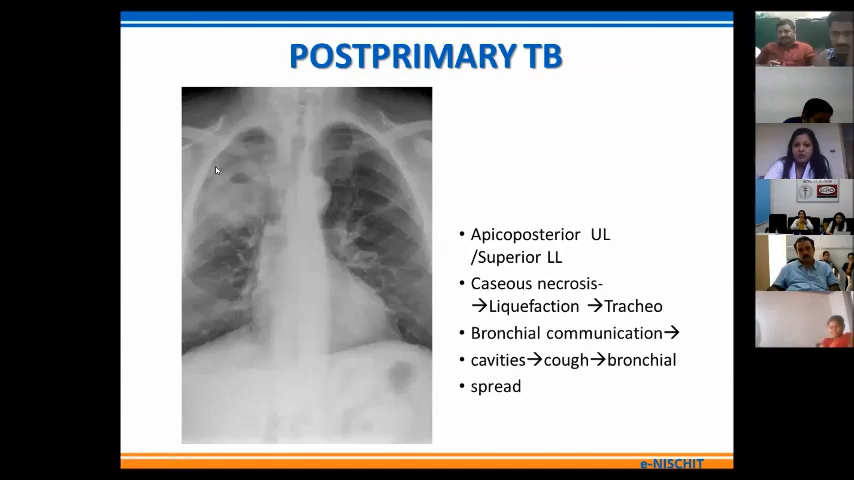 POSTPRIMARY TB
• Apicoposterior UL
/Superior LL
• Caseous necrosis-
→Liquefaction →Tracheo
• Bronchial communication→
• cavities→cough→bronchial
• spread
e-NISCHIT